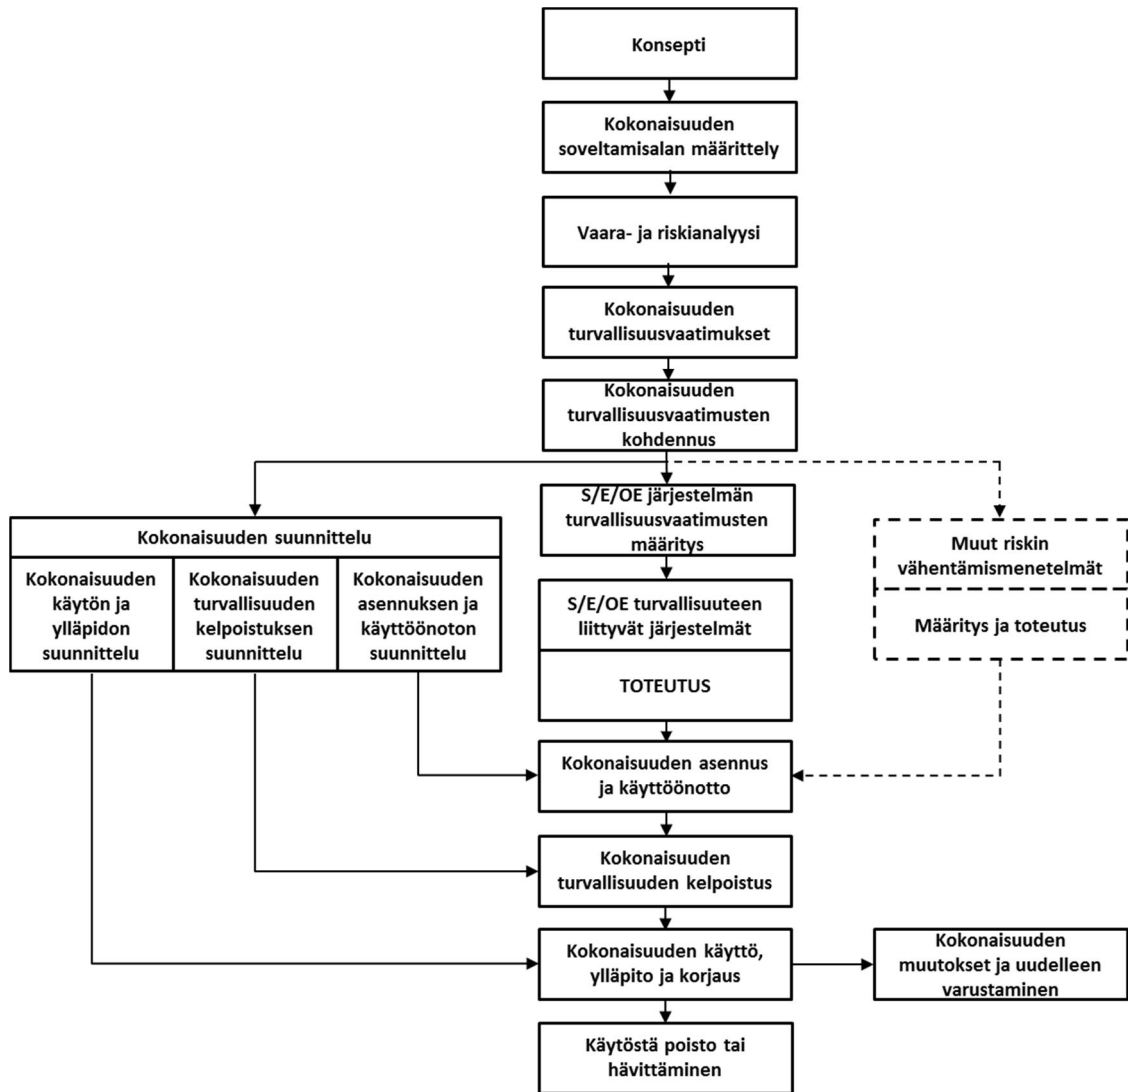 Konsepti
Kokonaisuuden
soveltamisalan määrittely
Vaara- ja riskianalyysi
Kokonaisuuden
turvallisuusvaatimukset
Kokonaisuuden
turvallisuusvaatimusten
kohdennus
Kokonaisuuden suunnittelu
Kokonaisuuden
käytön ja
ylläpidon
suunnittelu
Kokonaisuuden
turvallisuuden
kelpoistuksen
suunnittelu
Kokonaisuuden
asennuksen ja
käyttöönoton
suunnittelu
S/E/OE järjestelmän
turvallisuusvaatimusten
määritys
S/E/OE turvallisuuteen
liittyvät järjestelmät
TOTEUTUS
Muut riskin
vähentämismenetelmät
Määritys ja toteutus
Kokonaisuuden asennus
ja käyttöönotto
Kokonaisuuden
turvallisuuden kelpoistus
Kokonaisuuden käyttö,
ylläpito ja korjaus
Kokonaisuuden
muutokset ja uudelleen
varustaminen
Käytöstä poisto tai
hävittäminen